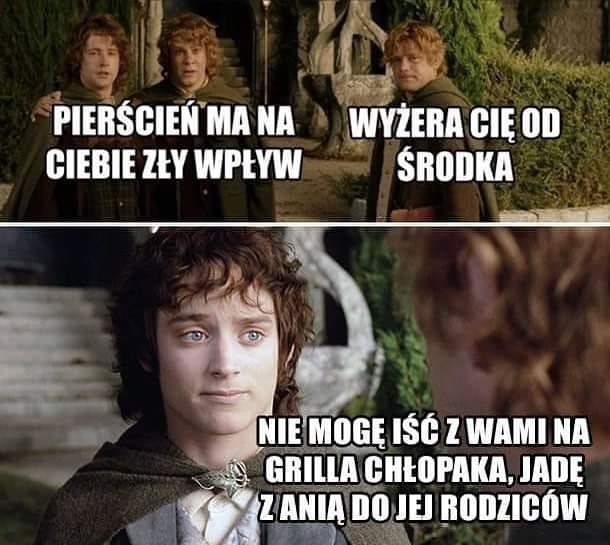 PIERŚCIEŃ MA NA
CIEBIE ZŁY WPŁYW
WYŻERA CIĘ OD
ŚRODKA
NIE MOGĘ IŚĆ Z WAMI NA
GRILLA CHŁOPAKA, JADĘ
Z ANIĄ DO JEJ RODZICÓW